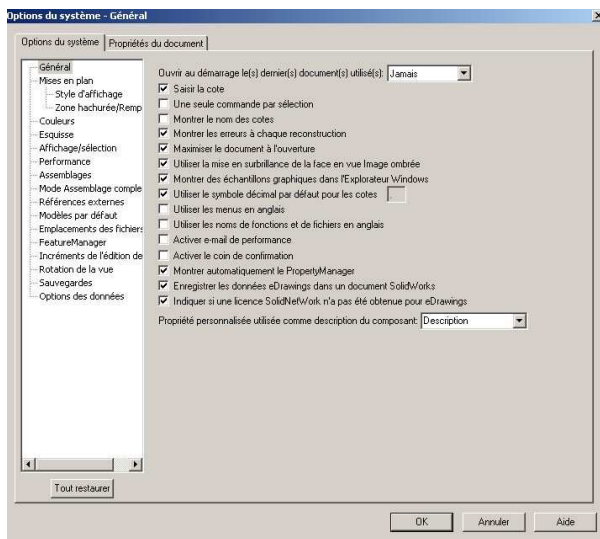 Options du système - Général
Options du système
Propriétés du document
Général
Mises en plan
Style d'affichage
Zone hachurée/Remp
Couleurs
Esquisse
Affichage/sélection
Performance
Assemblages
Mode Assemblage comple
Références externes
Modèles par défaut
Emplacements des fichiers
FeatureManager
Incréments de l'édition de
Rotation de la vue
Sauvegardes
Options des données
Tout restaurer
Ouvrir au démarrage le(s) dernier(s) document(s) utilisé(s): Jamais
Saisir la cote
Une seule commande par sélection
Montrer le nom des cotes
Montrer les erreurs à chaque reconstruction
Maximiser le document à l'ouverture
Utiliser la mise en surbrillance de la face en vue Image ombrée
Montrer des échantillons graphiques dans l'Explorateur Windows
Utiliser le symbole décimal par défaut pour les cotes
Utiliser les menus en anglais
Utiliser les noms de fonctions et de fichiers en anglais
Activer e-mail de performance
Activer le coin de confirmation
Montrer automatiquement le PropertyManager
Enregistrer les données eDrawings dans un document SolidWorks
Indiquer si une licence SolidNetWork n'a pas été obtenue pour eDrawings
Propriété personnalisée utilisée comme description du composant: Description
OK
Annuler
Aide